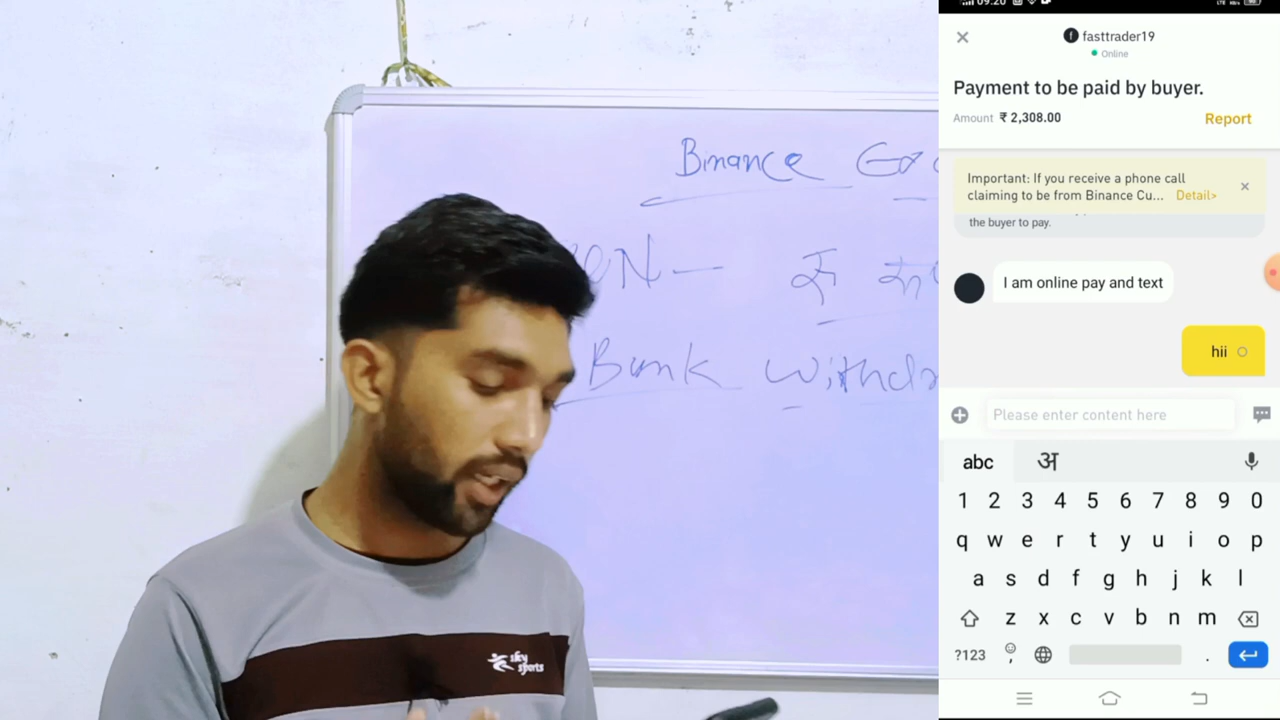 Binance
N—
Bank
sky
sports
09:20
fasttrader19
Online
Payment to be paid by buyer.
Amount ₹ 2,308.00
Report
Important: If you receive a phone call
claiming to be from Binance Cu... Detail>
the buyer to pay.
I am online pay and text
hii
Please enter content here
abc अ
1 2 3 4 5 6 7 8 9 0
q w e r t y u i o p
a s d f g h j k l
z x c v b n m
?123 , .